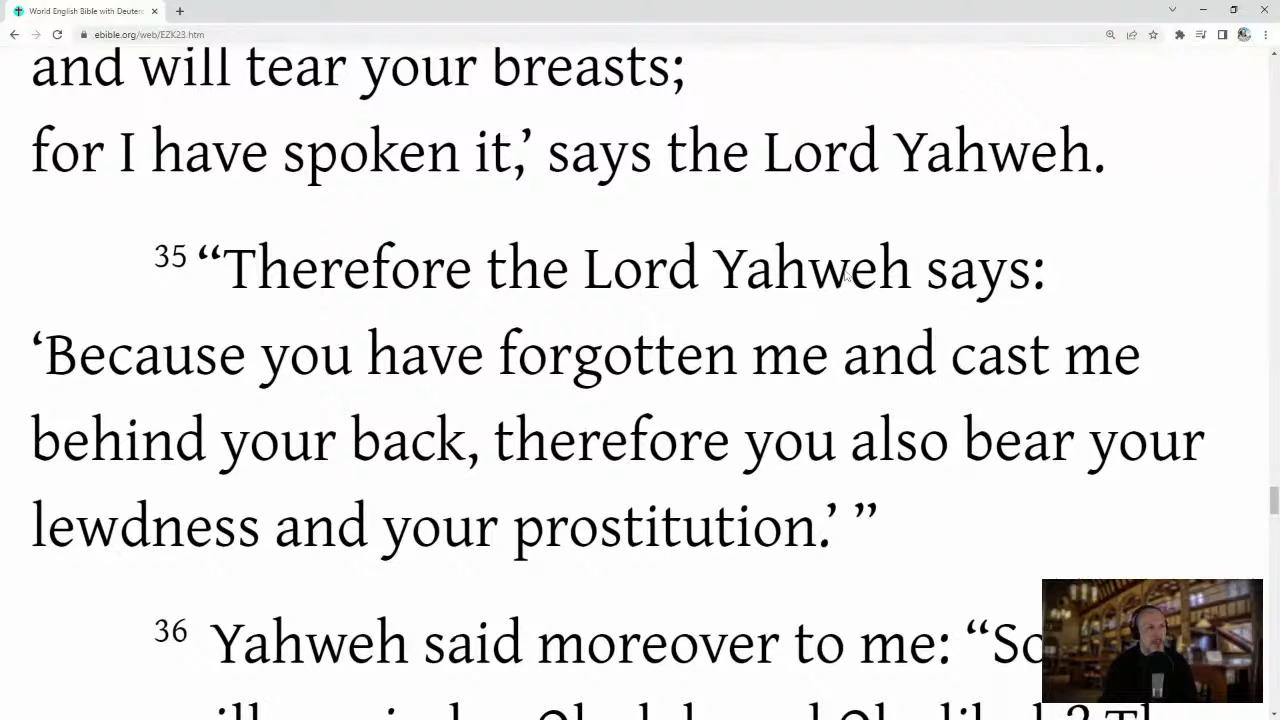 World English Bible with Deuter
ebible.org/web/EZK23.htm
and will tear your breasts;
for I have spoken it,’ says the Lord Yahweh.
35 “Therefore the Lord Yahweh says:
‘Because you have forgotten me and cast me
behind your back, therefore you also bear your
lewdness and your prostitution.’ ”
36 Yahweh said moreover to me: “So